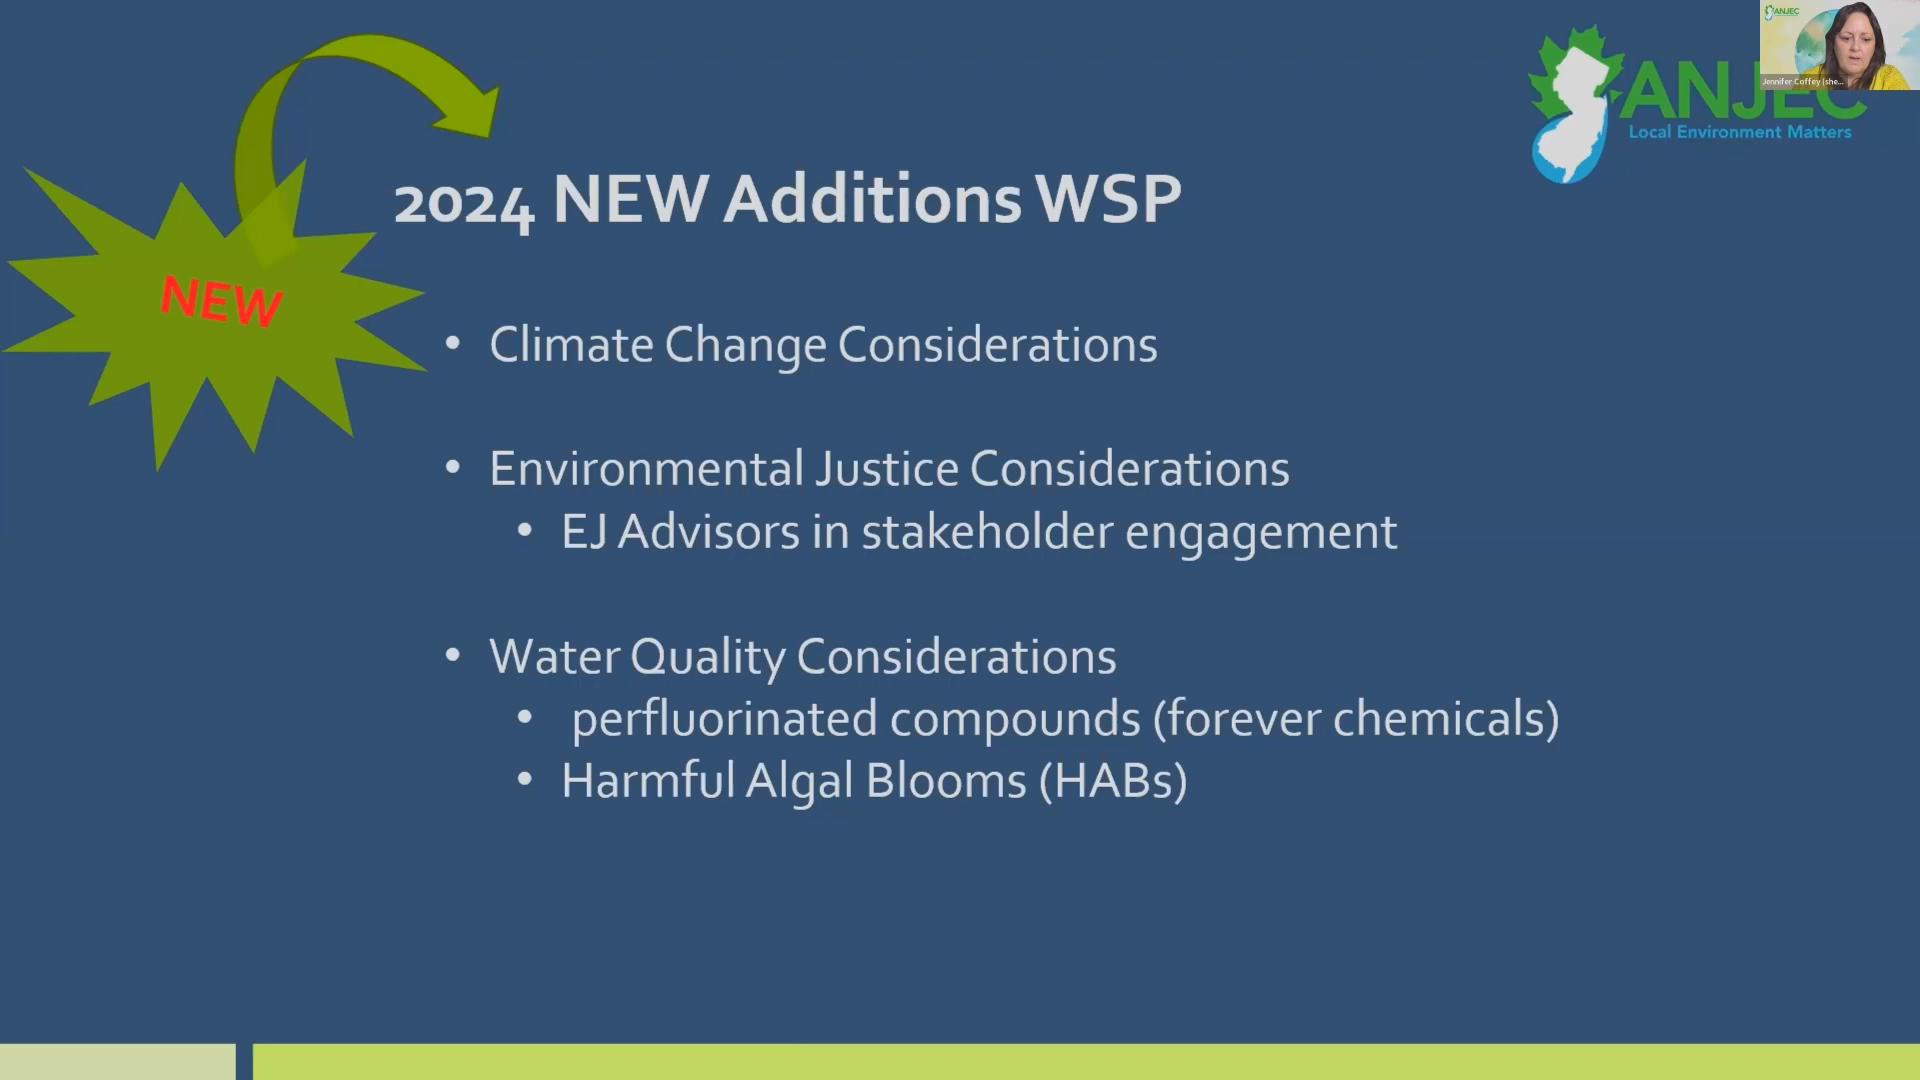 ANJEC
Jennifer Coffey (she...
ANJEC
Local Environment Matters
2024 NEW Additions WSP
NEW
• Climate Change Considerations
• Environmental Justice Considerations
• EJ Advisors in stakeholder engagement
• Water Quality Considerations
• perfluorinated compounds (forever chemicals)
• Harmful Algal Blooms (HABs)